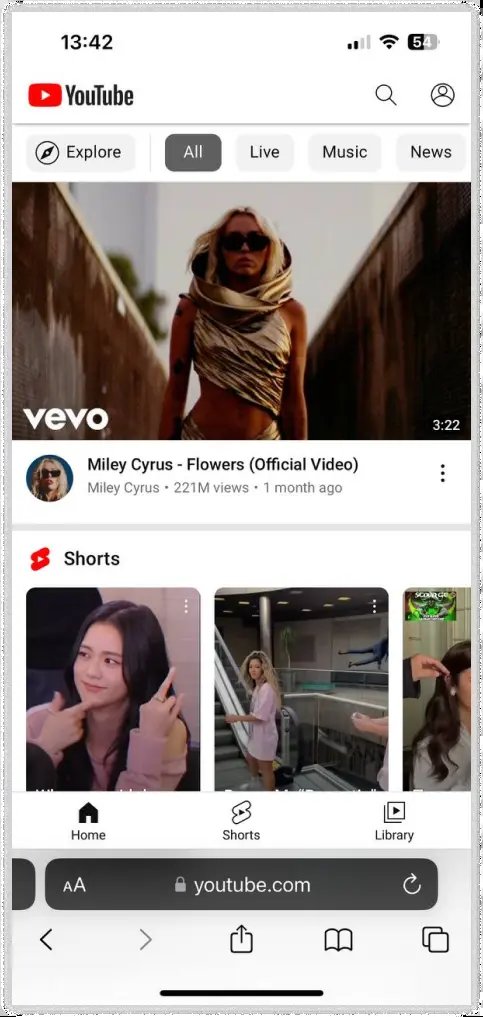 13:42
54
YouTube
Explore
All
Live
Music
News
vevo
3:22
Miley Cyrus - Flowers (Official Video)
Miley Cyrus • 221M views • 1 month ago
Shorts
SCOURGE
Home
Shorts
Library
AA
youtube.com